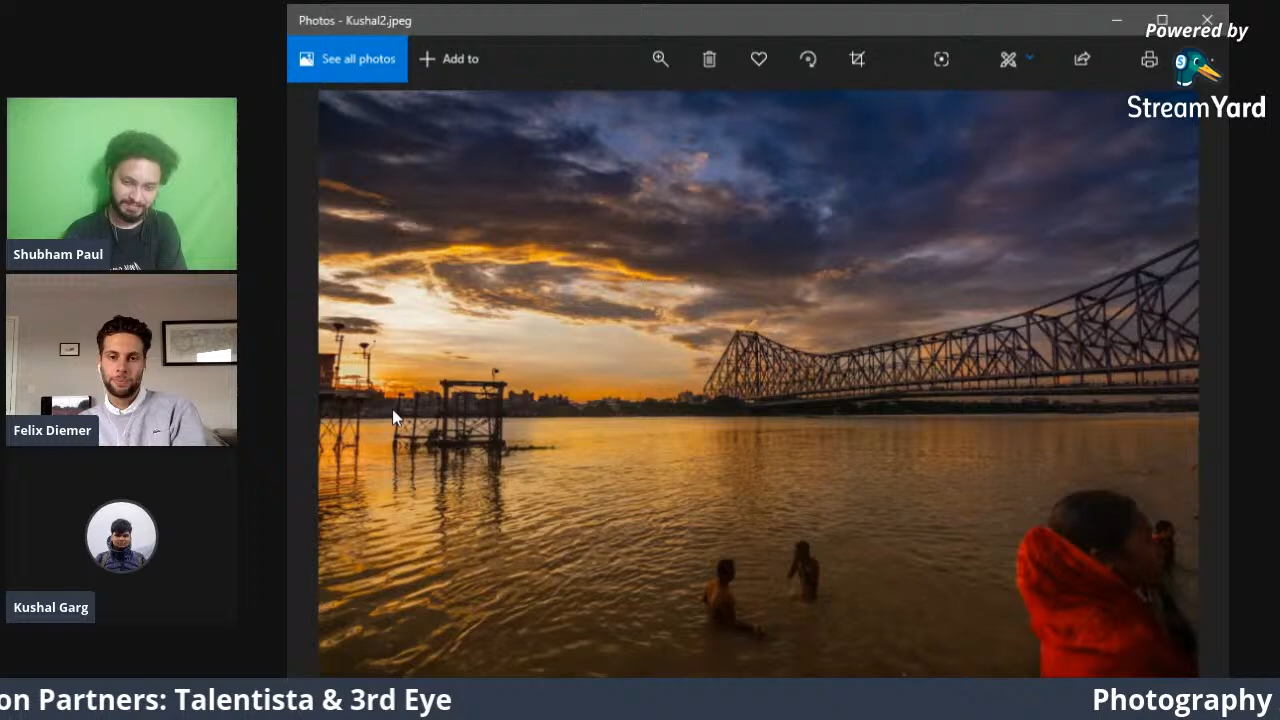 Photos - Kushal2.jpeg
Powered by
See all photos
Add to
StreamYard
Shubham Paul
Felix Diemer
Kushal Garg
on Partners: Talentista & 3rd Eye
Photography